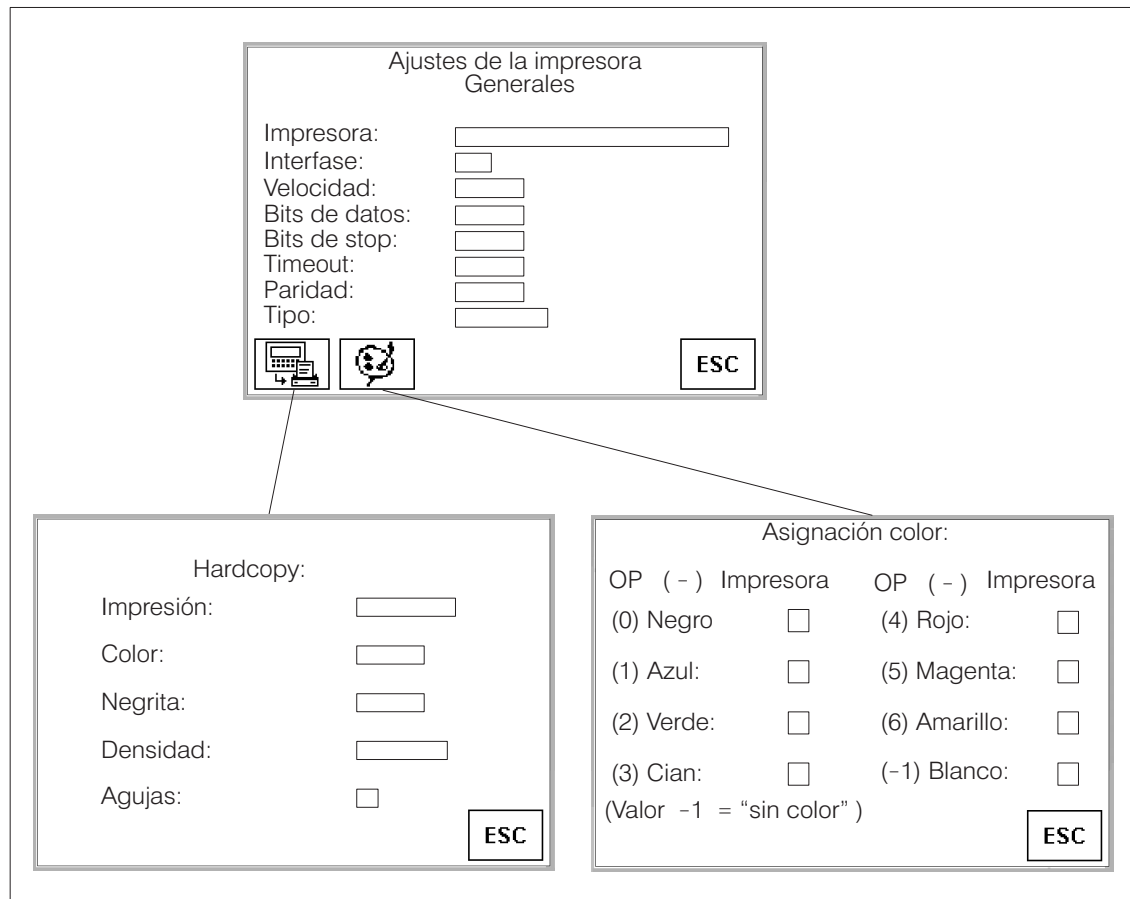 Ajustes de la impresora
Generales
Impresora:
Interfase:
Velocidad:
Bits de datos:
Bits de stop:
Timeout:
Paridad:
Tipo:
ESC
Hardcopy:
Impresión:
Color:
Negrita:
Densidad:
Agujas:
ESC
Asignación color:
OP ( - ) Impresora OP ( - ) Impresora
(0) Negro (4) Rojo:
(1) Azul: (5) Magenta:
(2) Verde: (6) Amarillo:
(3) Cian: (-1) Blanco:
(Valor -1 = “sin color” )
ESC